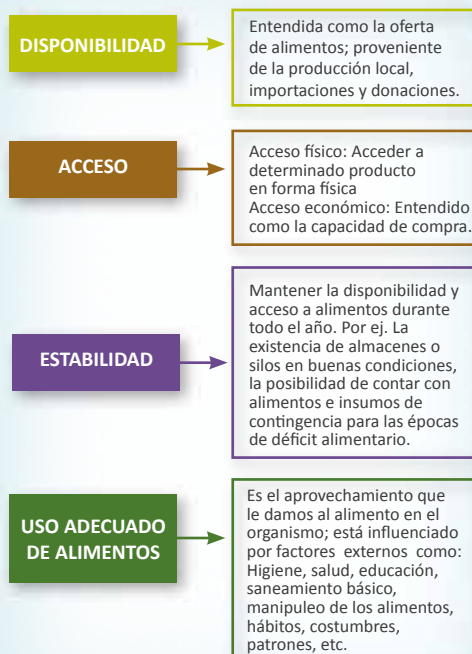 DISPONIBILIDAD
Entendida como la oferta
de alimentos; proveniente
de la producción local,
importaciones y donaciones.
ACCESO
Acceso físico: Acceder a
determinado producto
en forma física
Acceso económico: Entendido
como la capacidad de compra.
ESTABILIDAD
Mantener la disponibilidad y
acceso a alimentos durante
todo el año. Por ej. La
existencia de almacenes o
silos en buenas condiciones,
la posibilidad de contar con
alimentos e insumos de
contingencia para las épocas
de déficit alimentario.
USO ADECUADO
DE ALIMENTOS
Es el aprovechamiento que
le damos al alimento en el
organismo; está influenciado
por factores externos como:
Higiene, salud, educación,
saneamiento básico,
manipuleo de los alimentos,
hábitos, costumbres,
patrones, etc.